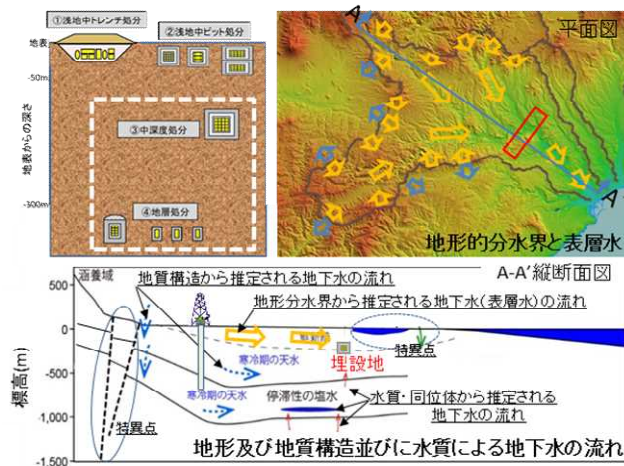 ①浅地中トレンチ処分
②浅地中ピット処分
地表
-50m
地表からの深さ
③中深度処分
-300m
④地層処分
A
平面図
A'
地形的分水界と表層水
涵養域
地質構造から推定される地下水の流れ
A-A’縦断面図
地形分水界から推定される地下水(表層水)の流れ
500
0
-500
-1,000
-1,500
標高(m)
寒冷期の天水
埋設地
特異点
寒冷期の天水
停滞性の塩水
水質・同位体から推定される
地下水の流れ
特異点
地形及び地質構造並びに水質による地下水の流れ